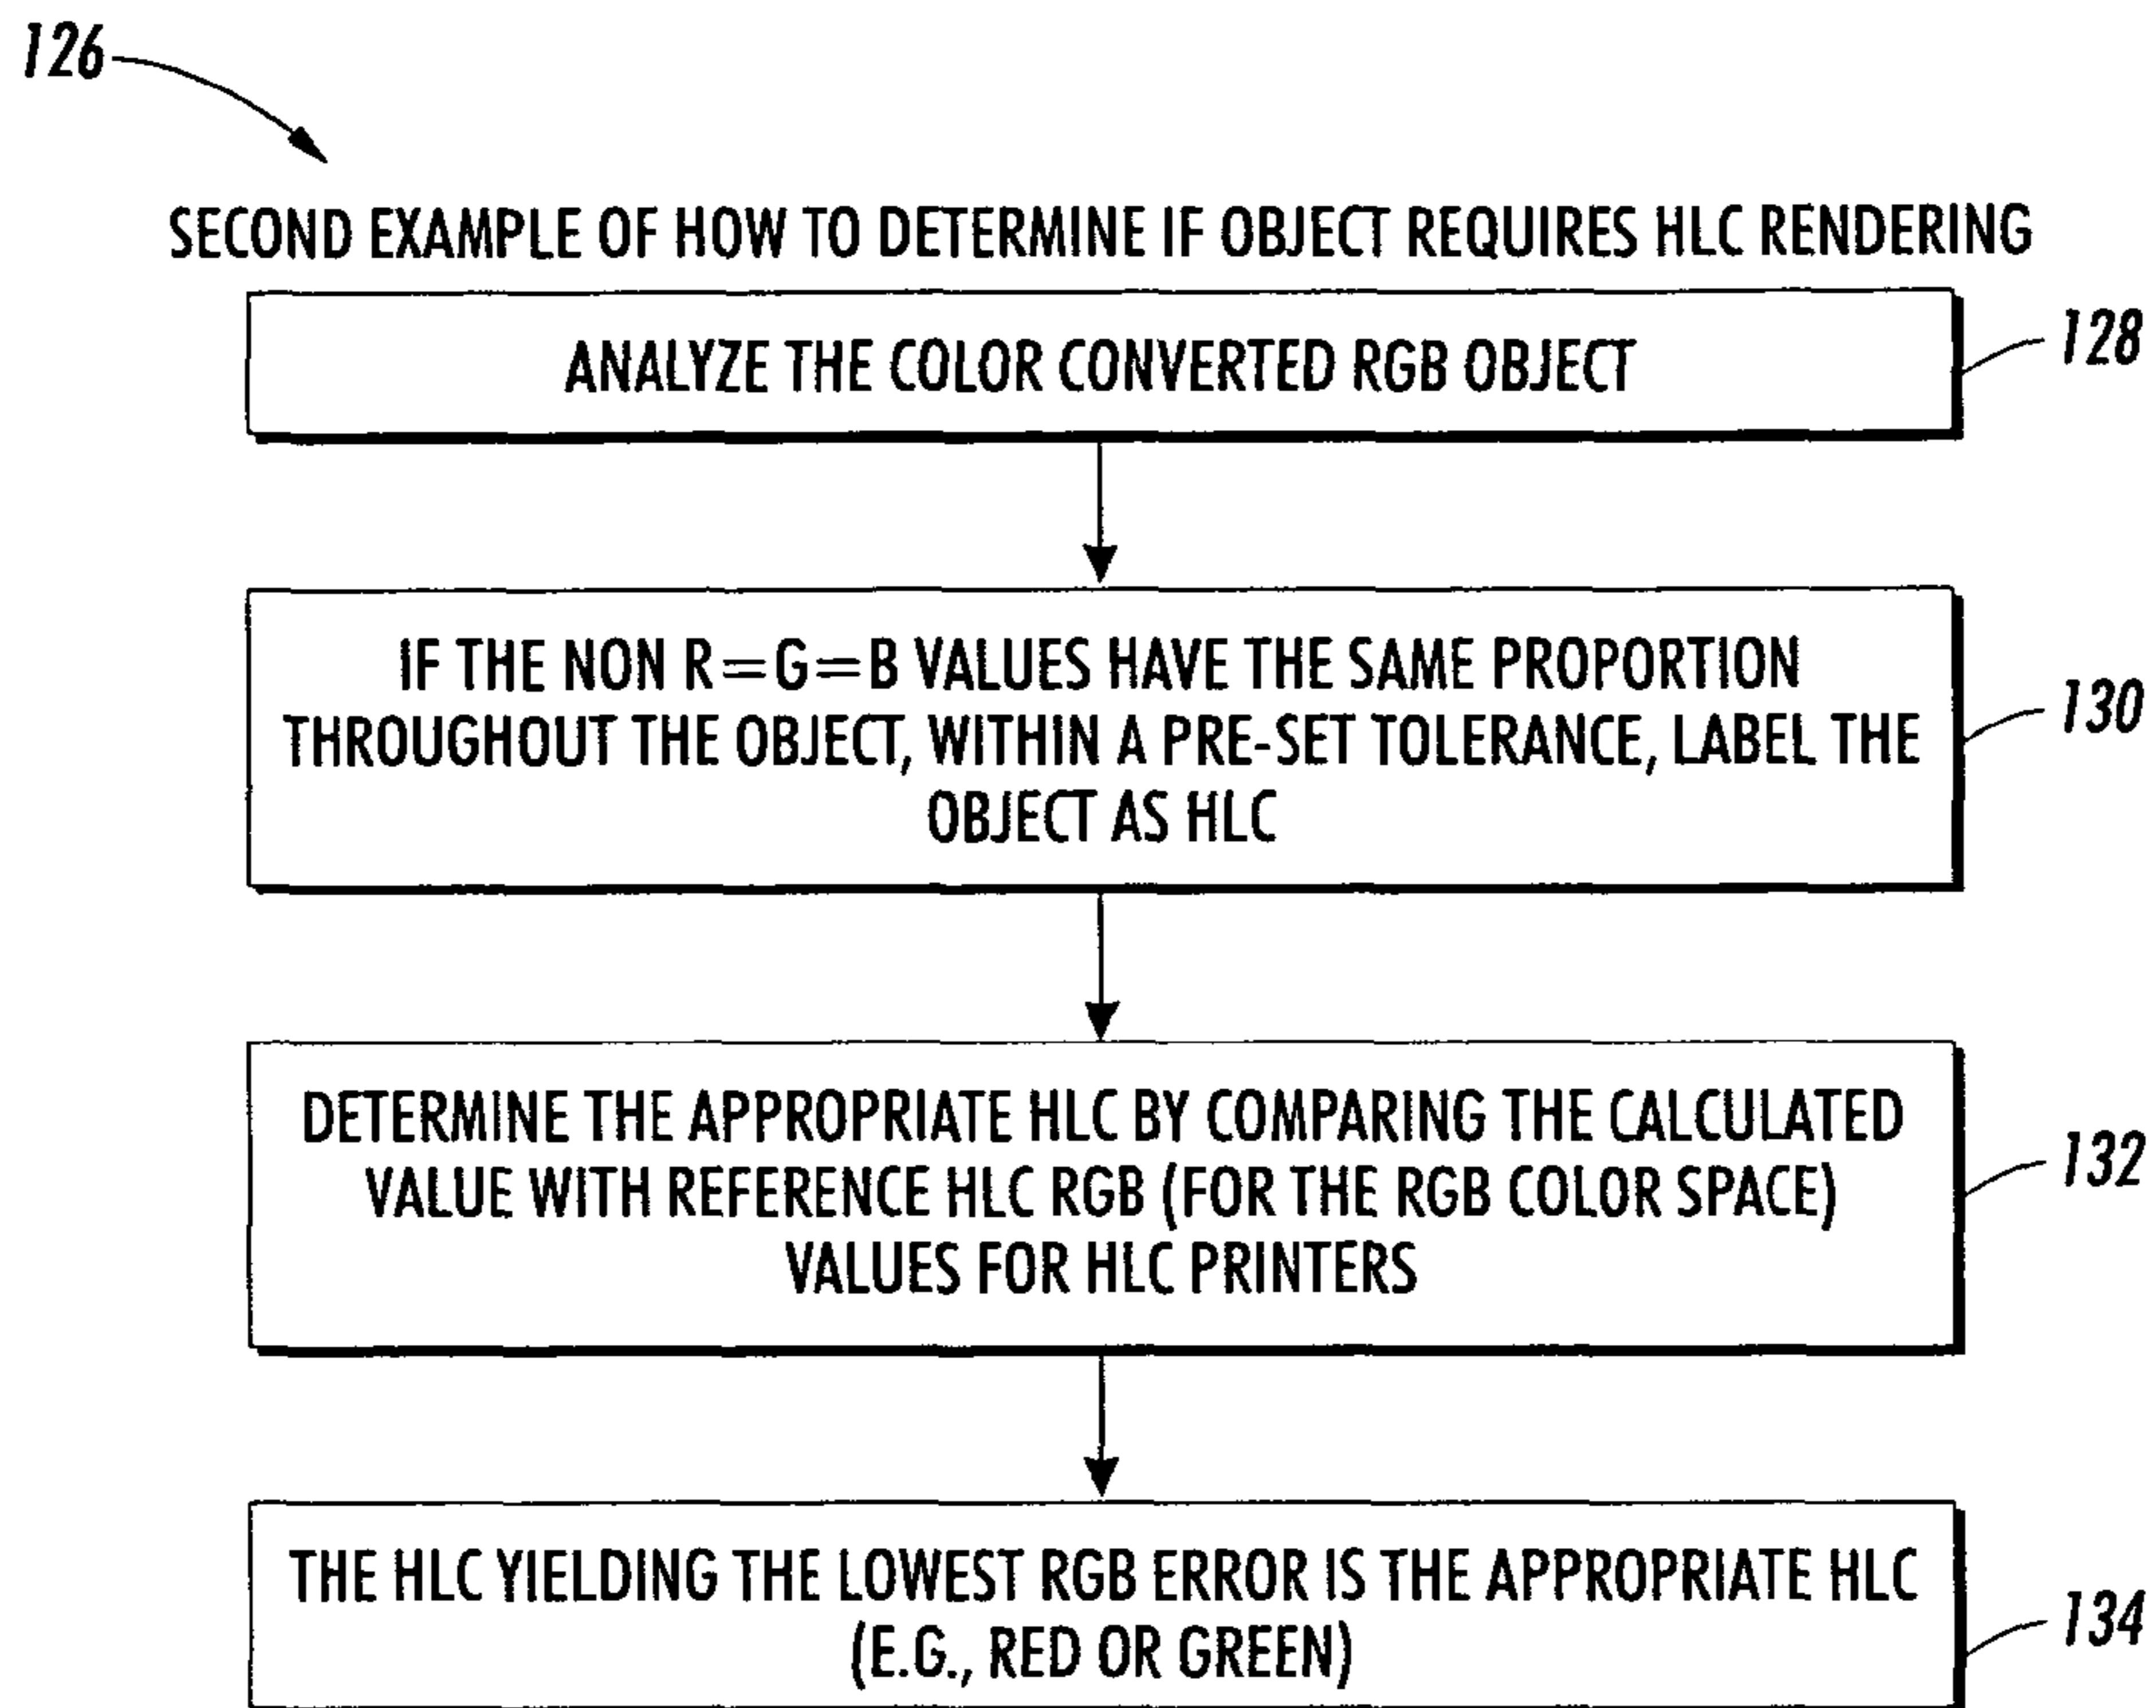 126
SECOND EXAMPLE OF HOW TO DETERMINE IF OBJECT REQUIRES HLC RENDERING
ANALYZE THE COLOR CONVERTED RGB OBJECT
128
IF THE NON R=G=B VALUES HAVE THE SAME PROPORTION
THROUGHOUT THE OBJECT, WITHIN A PRE-SET TOLERANCE, LABEL THE
OBJECT AS HLC
130
DETERMINE THE APPROPRIATE HLC BY COMPARING THE CALCULATED
VALUE WITH REFERENCE HLC RGB (FOR THE RGB COLOR SPACE)
VALUES FOR HLC PRINTERS
132
THE HLC YIELDING THE LOWEST RGB ERROR IS THE APPROPRIATE HLC
(E.G., RED OR GREEN)
134